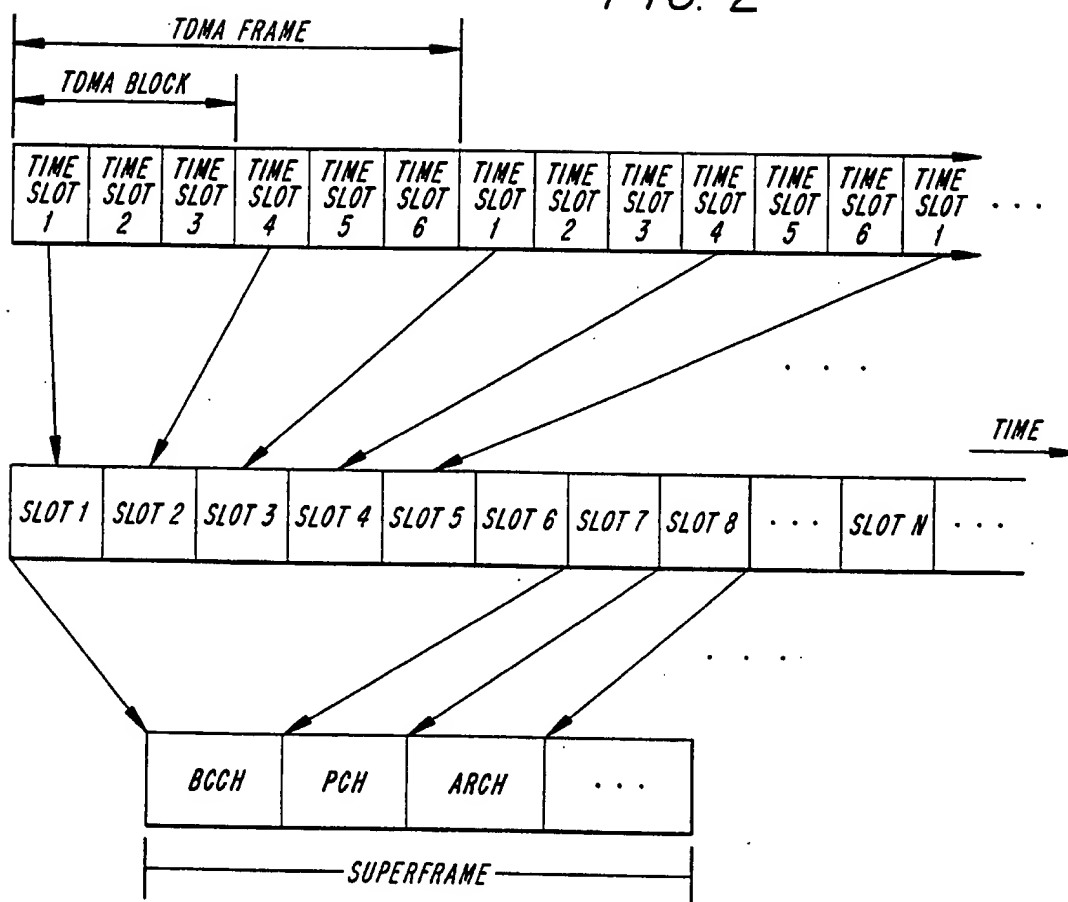 FIG. 2
TDMA FRAME
TDMA BLOCK
TIME SLOT 1 TIME SLOT 2 TIME SLOT 3 TIME SLOT 4 TIME SLOT 5 TIME SLOT 6 TIME SLOT 1 TIME SLOT 2 TIME SLOT 3 TIME SLOT 4 TIME SLOT 5 TIME SLOT 6 TIME SLOT 1 . . .
. . .
TIME
SLOT 1 SLOT 2 SLOT 3 SLOT 4 SLOT 5 SLOT 6 SLOT 7 SLOT 8 . . . SLOT N . . .
. . . .
BCCH PCH ARCH . . .
SUPERFRAME